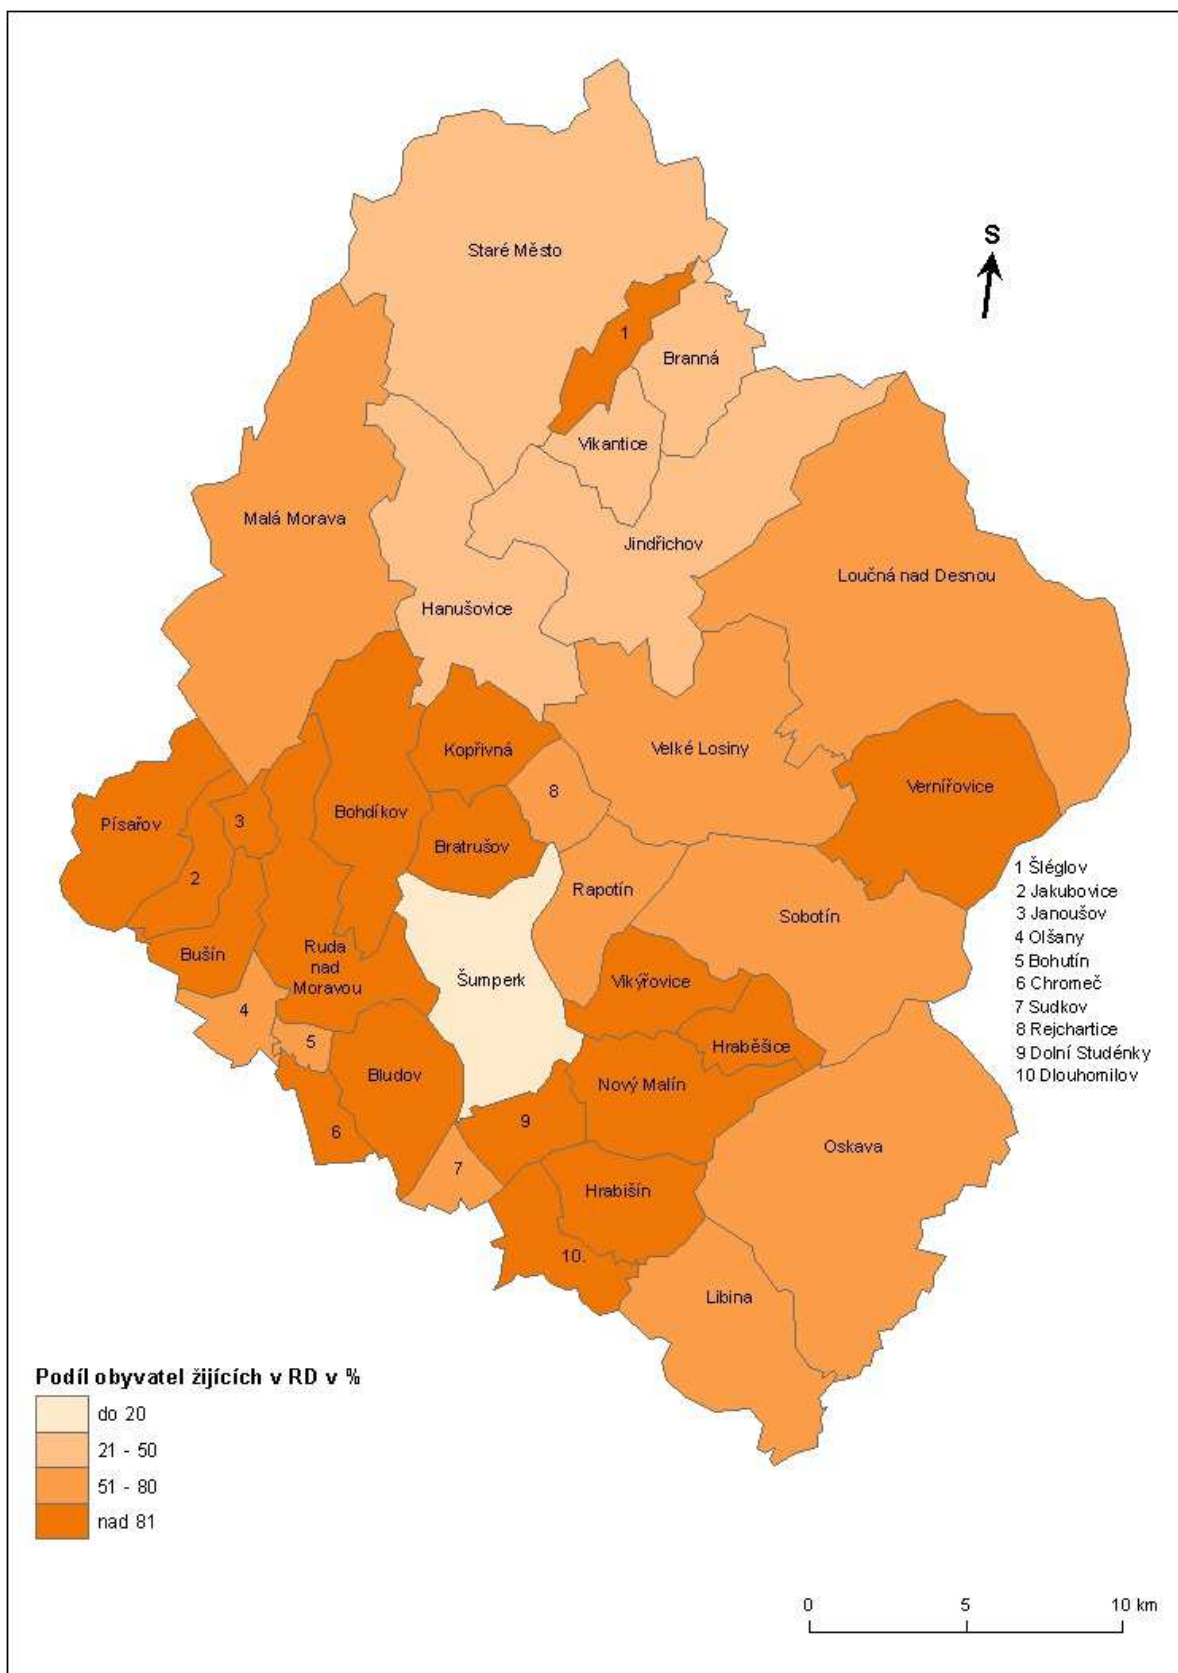 S
Staré Město
1
Branná
Vikantice
Malá Morava
Jindřichov
Loučná nad Desnou
Hanušovice
Kopřivná
Velké Losiny
Vernířovice
8
Písařov
3
Bohdíkov
Bratrušov
2
Rapotín
Sobotín
Bušín
Ruda
nad
Moravou
Šumperk
Vikýřovice
4
5
Hraběšice
Bludov
Nový Malín
6
9
Oskava
7
Hrabišín
10.
Libina
1 Šléglov
2 Jakubovice
3 Janoušov
4 Olšany
5 Bohutín
6 Chromeč
7 Sudkov
8 Rejchartice
9 Dolní Studénky
10 Dlouhomilov
Podíl obyvatel žijících v RD v %
do 20
21 - 50
51 - 80
nad 81
0 5 10 km